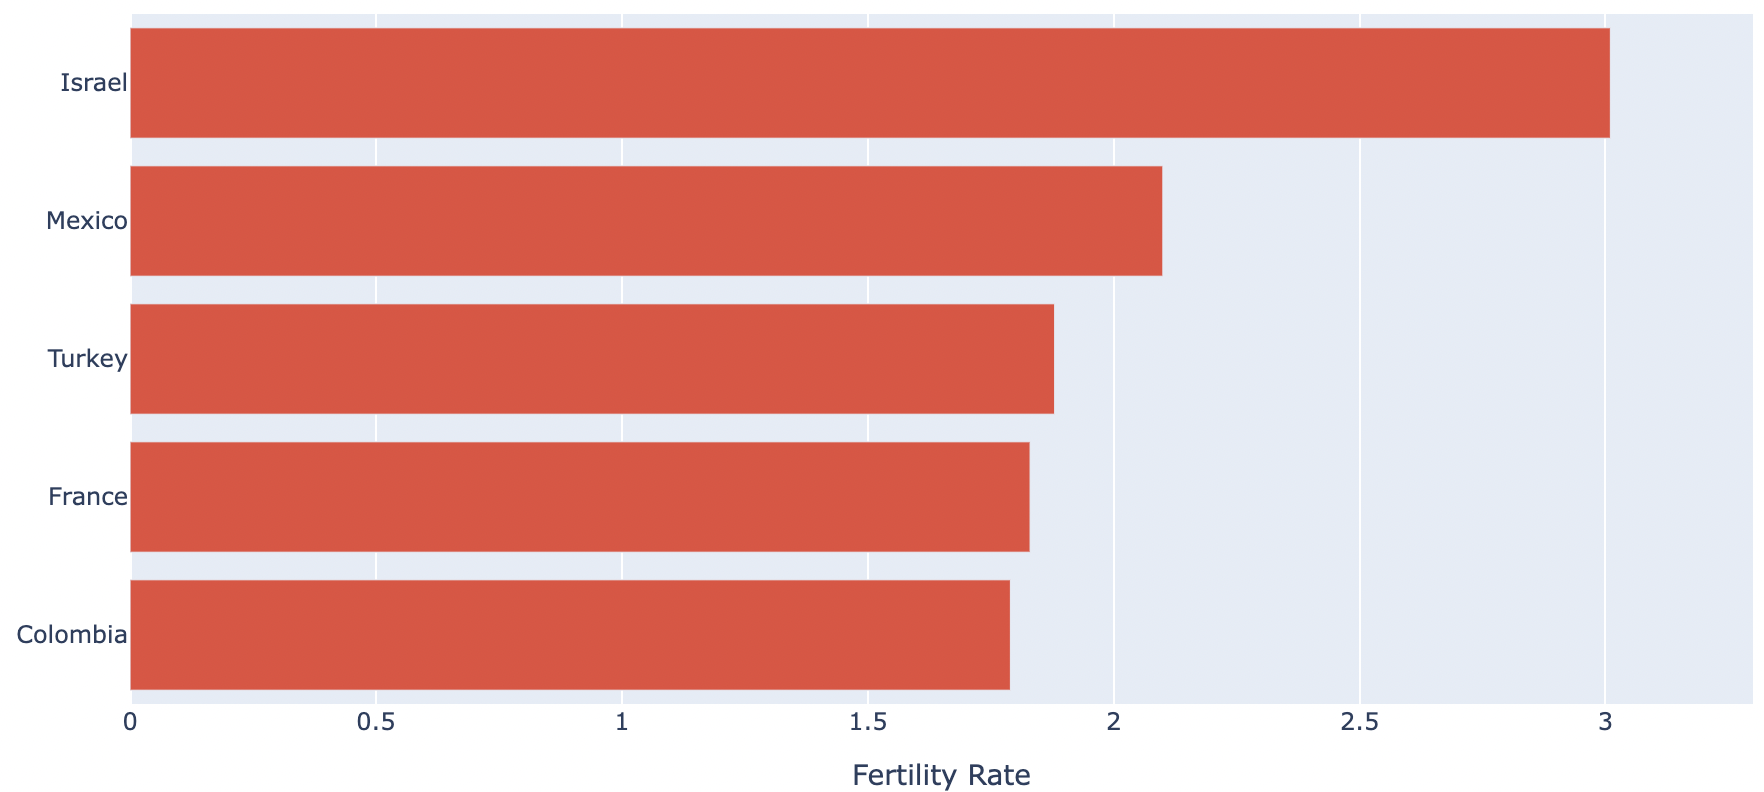 Israel
Mexico
Turkey
France
Colombia
0 0.5 1 1.5 2 2.5 3
Fertility Rate